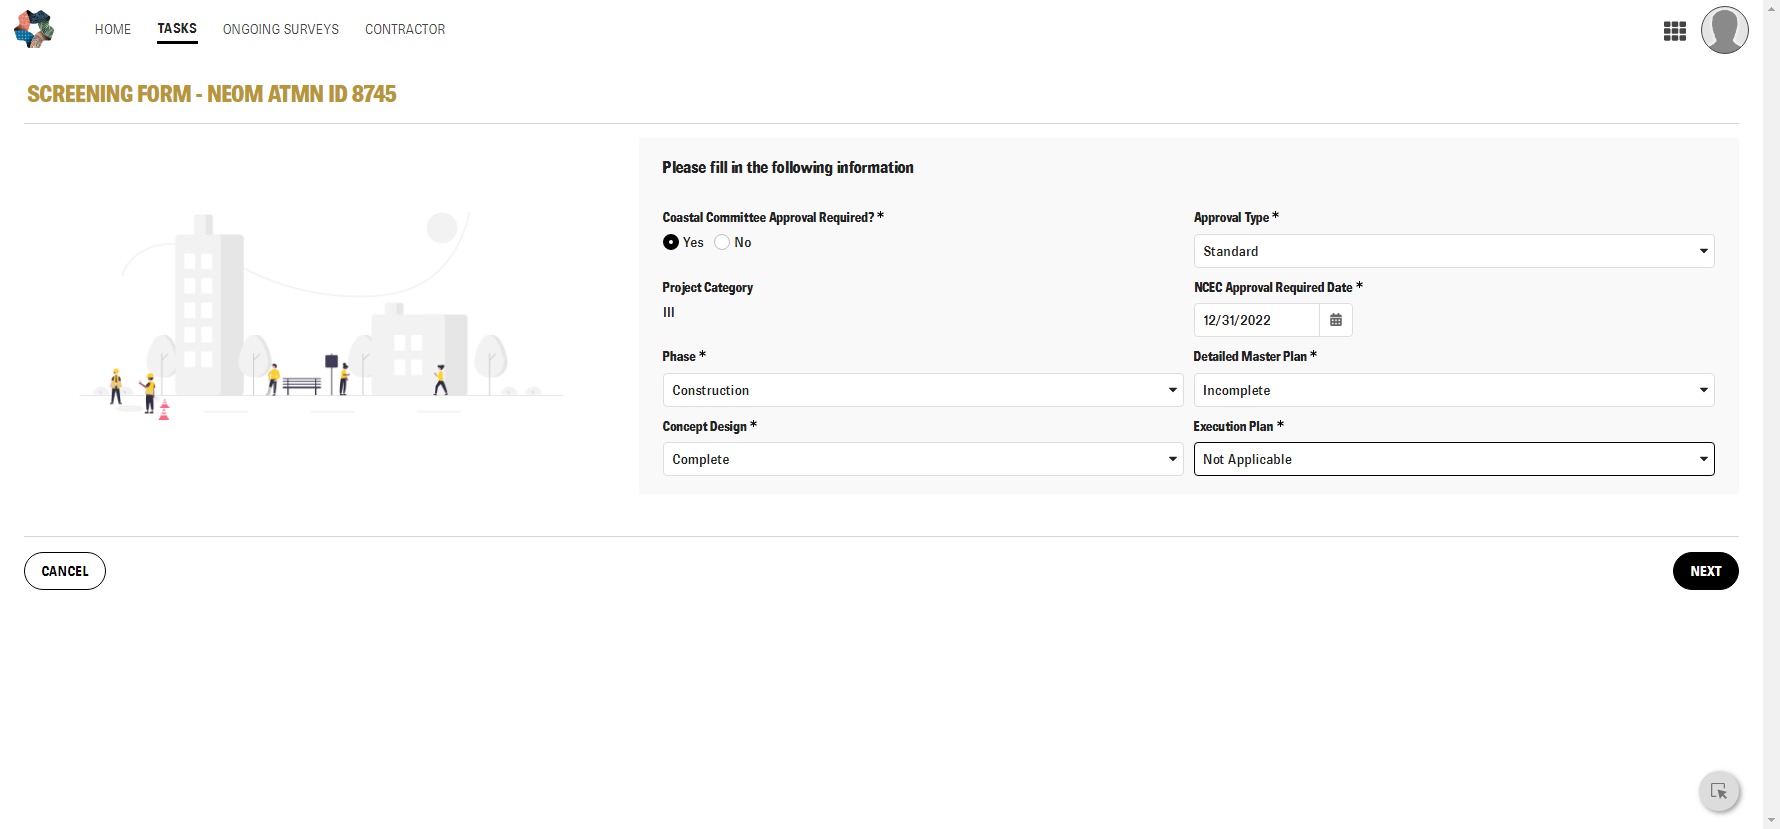 HOME TASKS ONGOING SURVEYS CONTRACTOR
SCREENING FORM - NEOM ATMN ID 8745
Please fill in the following information
Coastal Committee Approval Required? *
Yes No
Approval Type *
Standard
Project Category
III
NCEC Approval Required Date *
12/31/2022
Phase *
Construction
Detailed Master Plan *
Incomplete
Concept Design *
Complete
Execution Plan *
Not Applicable
CANCEL
NEXT